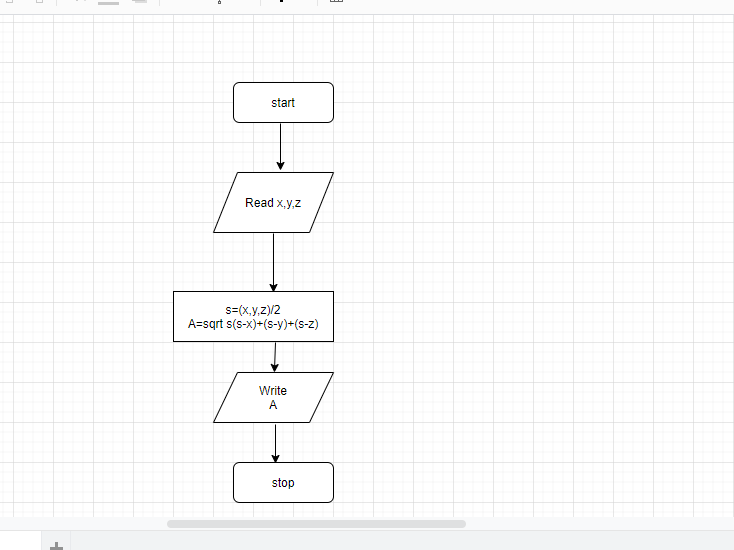 start
Read x,y,z
s=(x,y,z)/2
A=sqrt s(s-x)+(s-y)+(s-z)
Write
A
stop